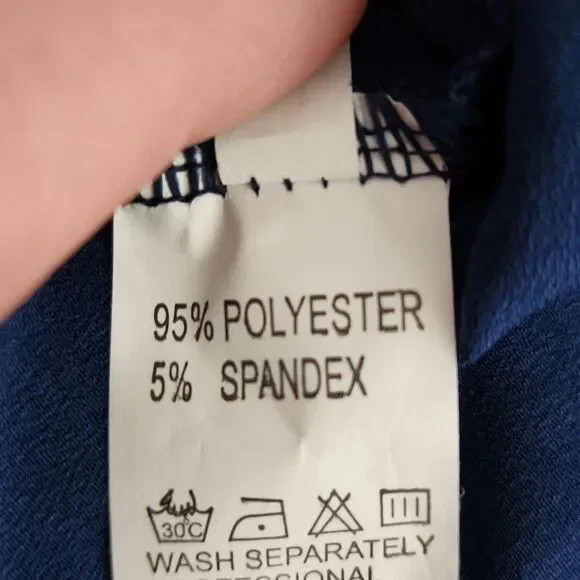 95% POLYESTER
5% SPANDEX
30°C
WASH SEPARATELY